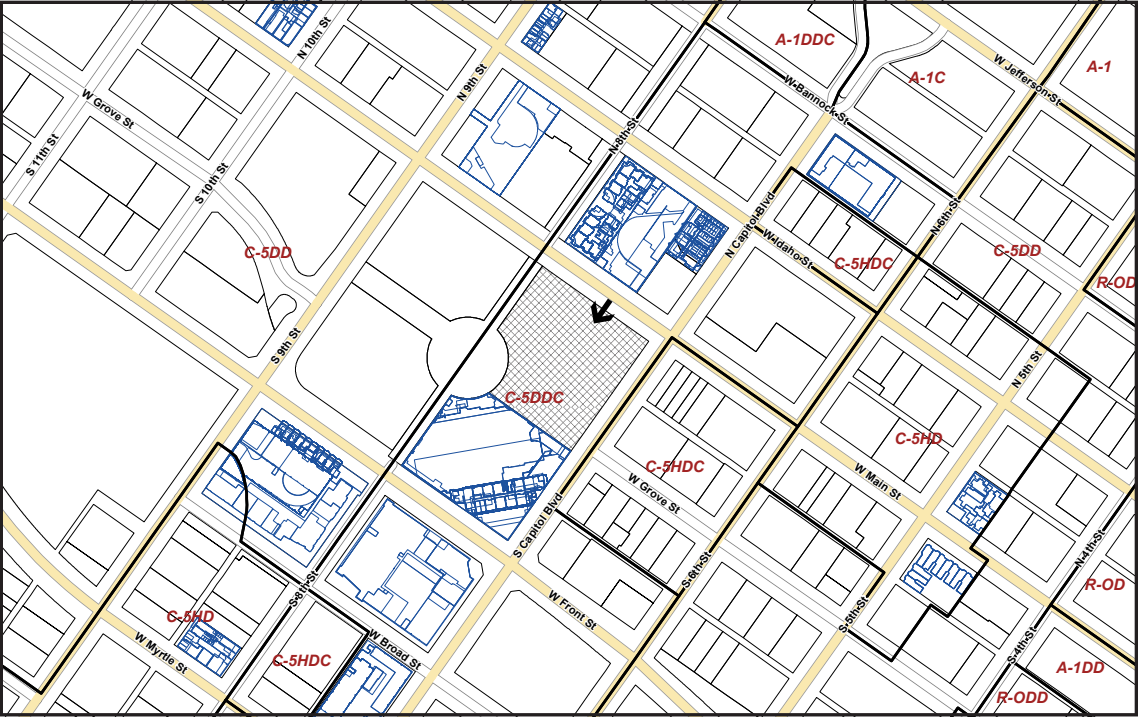 N 10th St
A-1DDC
W Jefferson St
A-1
N 9th St
A-1C
W Bannock St
W Grove St
N 8th St
S 11th St
S 10th St
N Capitol Blvd
N 6th St
W Idaho St
C-5DD
C-5HDC
C-5DD
R-OD
S 9th St
N 5th St
C-5DDC
C-5HD
C-5HDC
W Main St
W Grove St
S Capitol Blvd
N 4th St
S 6th St
S 8th St
W Front St
R-OD
C-5HD
S 5th St
W Myrtle St
W Broad St
S 4th St
C-5HDC
A-1DD
R-ODD